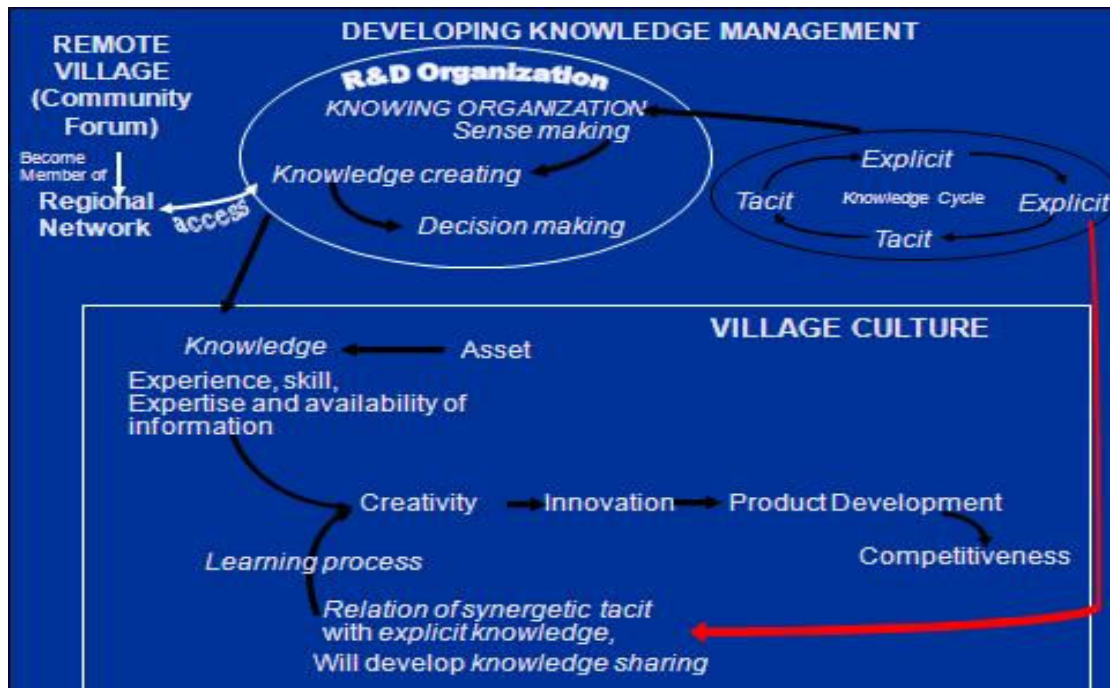 DEVELOPING KNOWLEDGE MANAGEMENT
REMOTE
VILLAGE
(Community
Forum)
Become
Member of
Regional
Network
access
R&D Organization
KNOWING ORGANIZATION
Sense making
Knowledge creating
Decision making
Explicit
Tacit
Knowledge Cycle
Explicit
Tacit
VILLAGE CULTURE
Knowledge
Asset
Experience, skill,
Expertise and availability of
information
Creativity
Innovation
Product Development
Competitiveness
Learning process
Relation of synergetic tacit
with explicit knowledge,
Will develop knowledge sharing